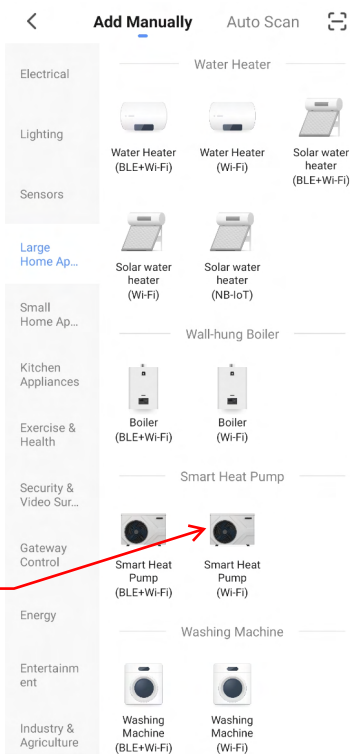 Add Manually
Auto Scan
Electrical
Lighting
Sensors
Large
Home Ap...
Small
Home Ap...
Kitchen
Appliances
Exercise &
Health
Security &
Video Sur...
Gateway
Control
Energy
Entertainm
ent
Industry &
Agriculture
Water Heater
Water Heater
(BLE+Wi-Fi)
Water Heater
(Wi-Fi)
Solar water
heater
(BLE+Wi-Fi)
Solar water
heater
(Wi-Fi)
Solar water
heater
(NB-IoT)
Wall-hung Boiler
Boiler
(BLE+Wi-Fi)
Boiler
(Wi-Fi)
Smart Heat Pump
Smart Heat
Pump
(BLE+Wi-Fi)
Smart Heat
Pump
(Wi-Fi)
Washing Machine
Washing
Machine
(BLE+Wi-Fi)
Washing
Machine
(Wi-Fi)